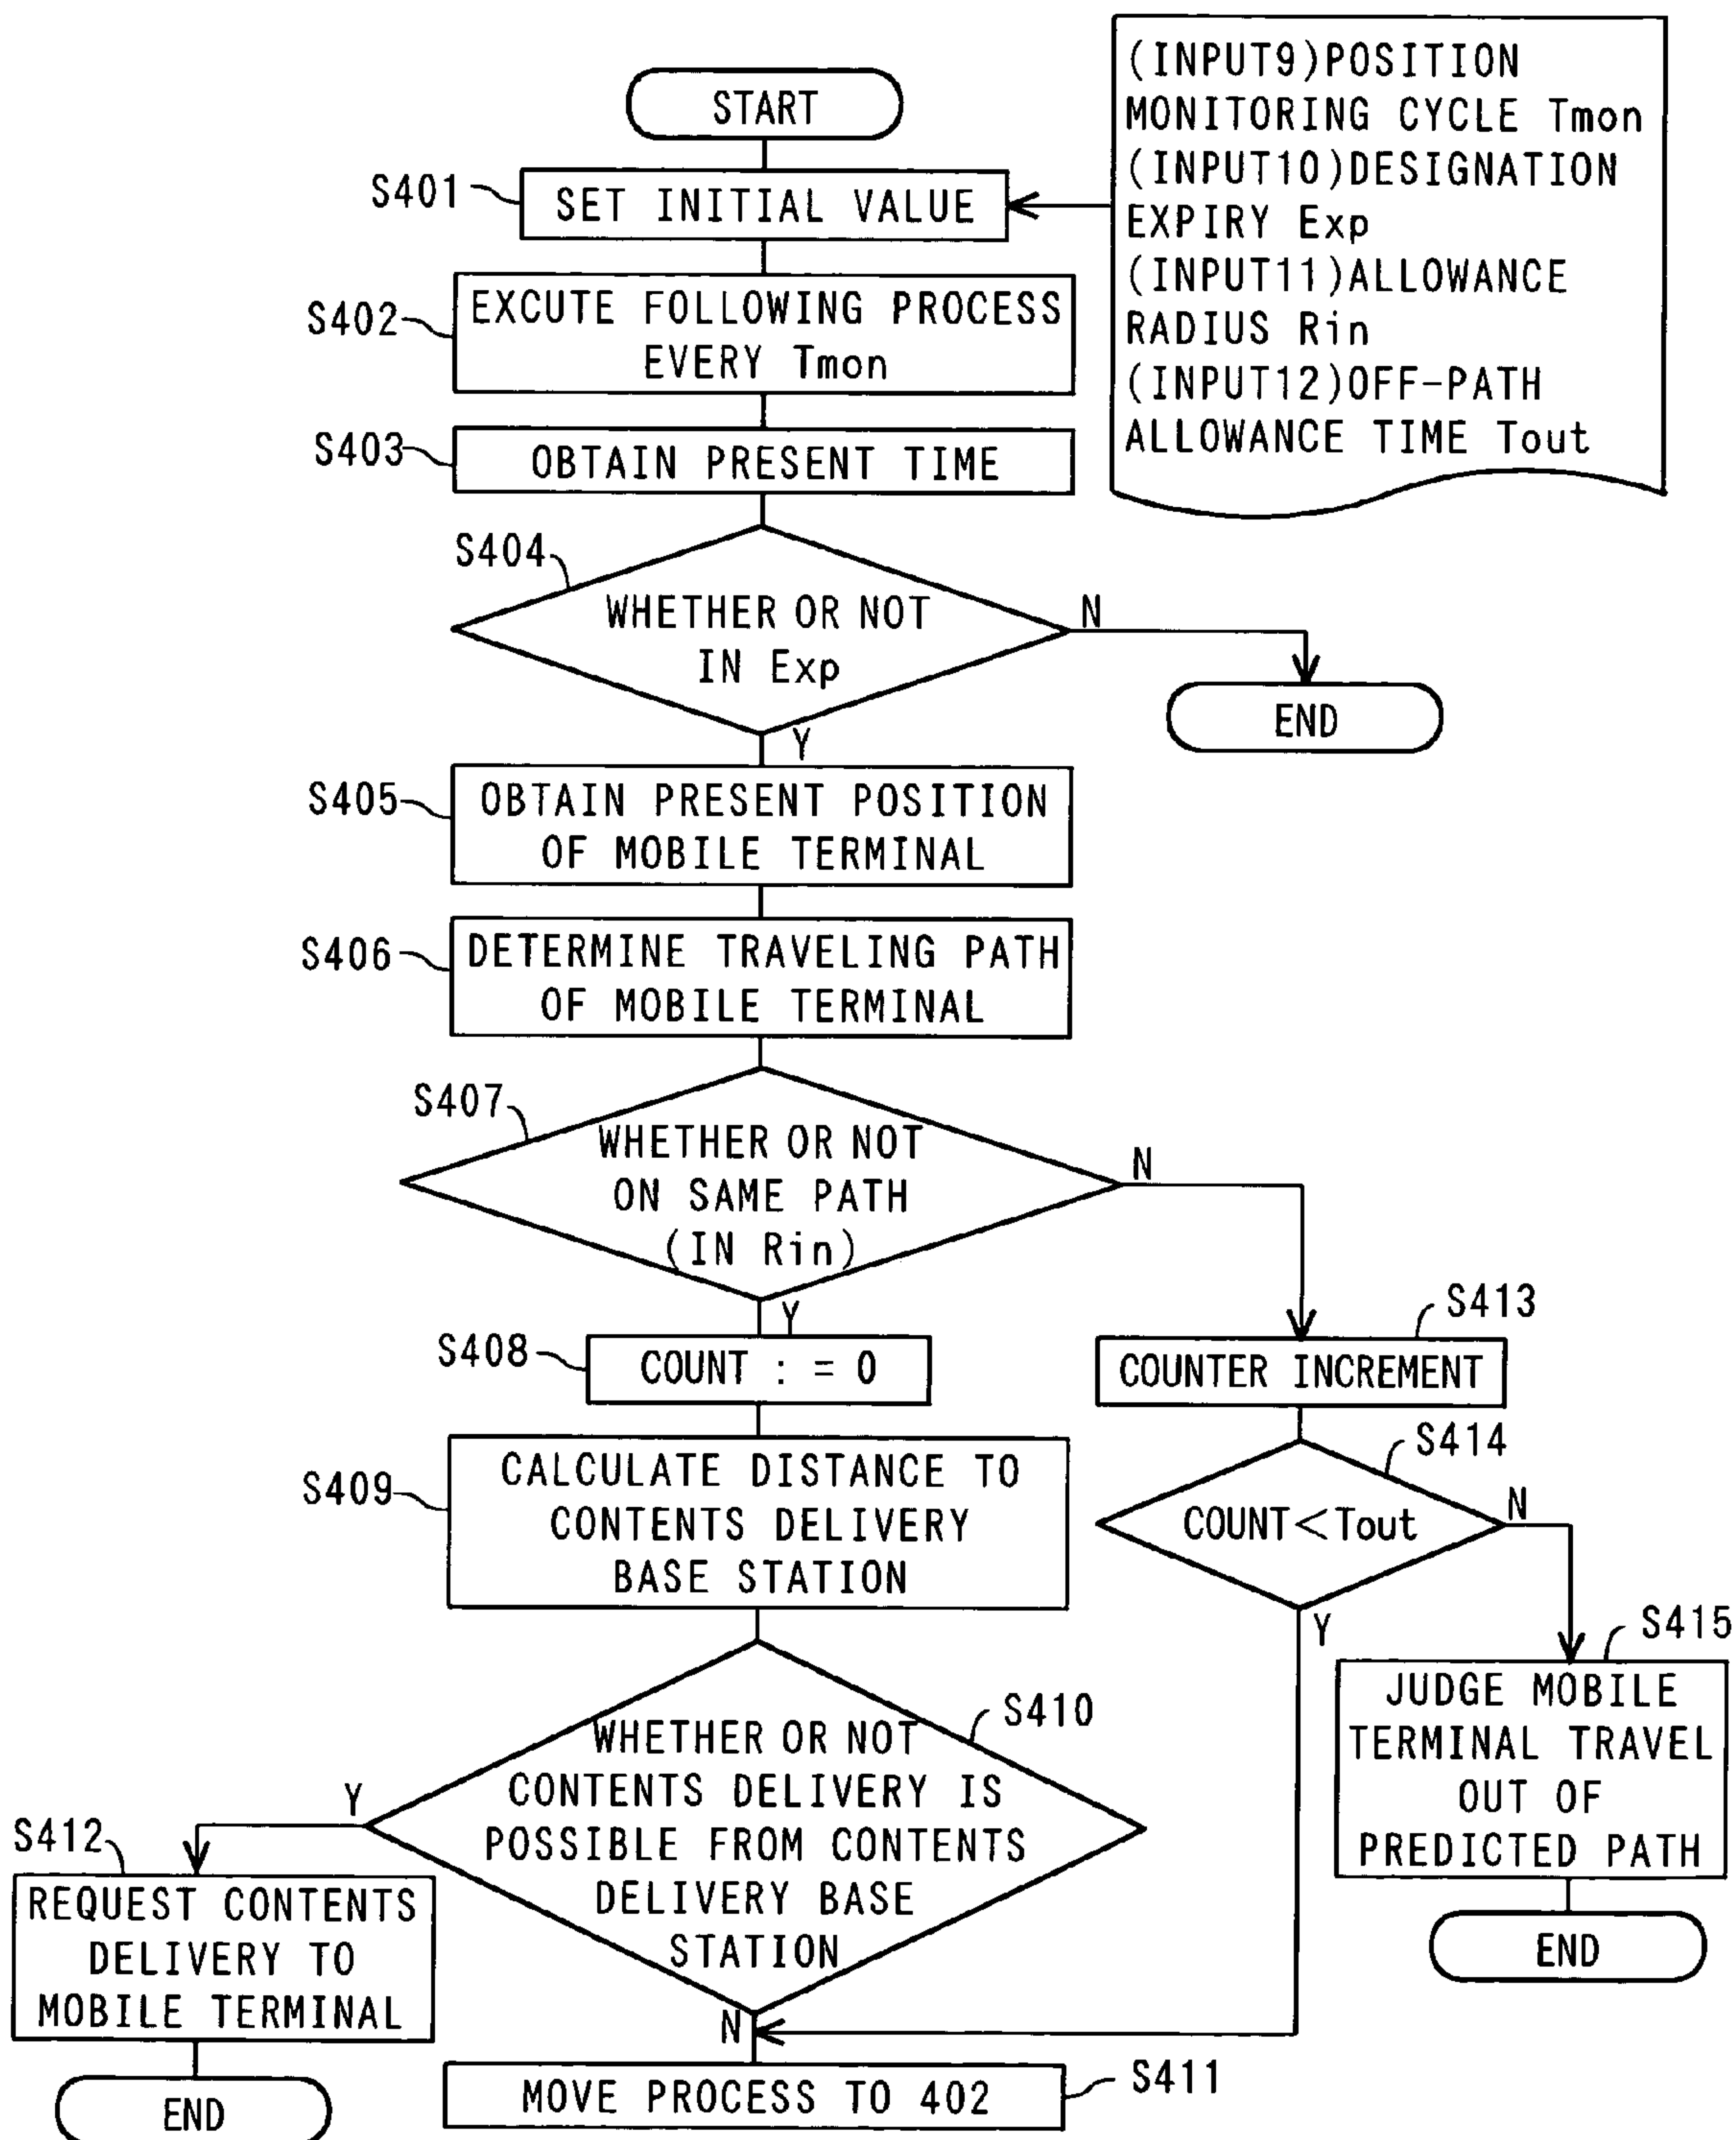 START
(INPUT9)POSITION
MONITORING CYCLE Tmon
(INPUT10)DESIGNATION
EXPIRY Exp
(INPUT11)ALLOWANCE
RADIUS Rin
(INPUT12)OFF-PATH
ALLOWANCE TIME Tout
S401
SET INITIAL VALUE
S402
EXCUTE FOLLOWING PROCESS
EVERY Tmon
S403
OBTAIN PRESENT TIME
S404
WHETHER OR NOT
IN Exp
N
END
Y
S405
OBTAIN PRESENT POSITION
OF MOBILE TERMINAL
S406
DETERMINE TRAVELING PATH
OF MOBILE TERMINAL
S407
WHETHER OR NOT
ON SAME PATH
(IN Rin)
N
Y
S408
COUNT : = 0
S413
COUNTER INCREMENT
S409
CALCULATE DISTANCE TO
CONTENTS DELIVERY
BASE STATION
S414
COUNT<Tout
N
Y
S415
JUDGE MOBILE
TERMINAL TRAVEL
OUT OF
PREDICTED PATH
END
S410
WHETHER OR NOT
CONTENTS DELIVERY IS
POSSIBLE FROM CONTENTS
DELIVERY BASE
STATION
Y
S412
REQUEST CONTENTS
DELIVERY TO
MOBILE TERMINAL
END
N
S411
MOVE PROCESS TO 402